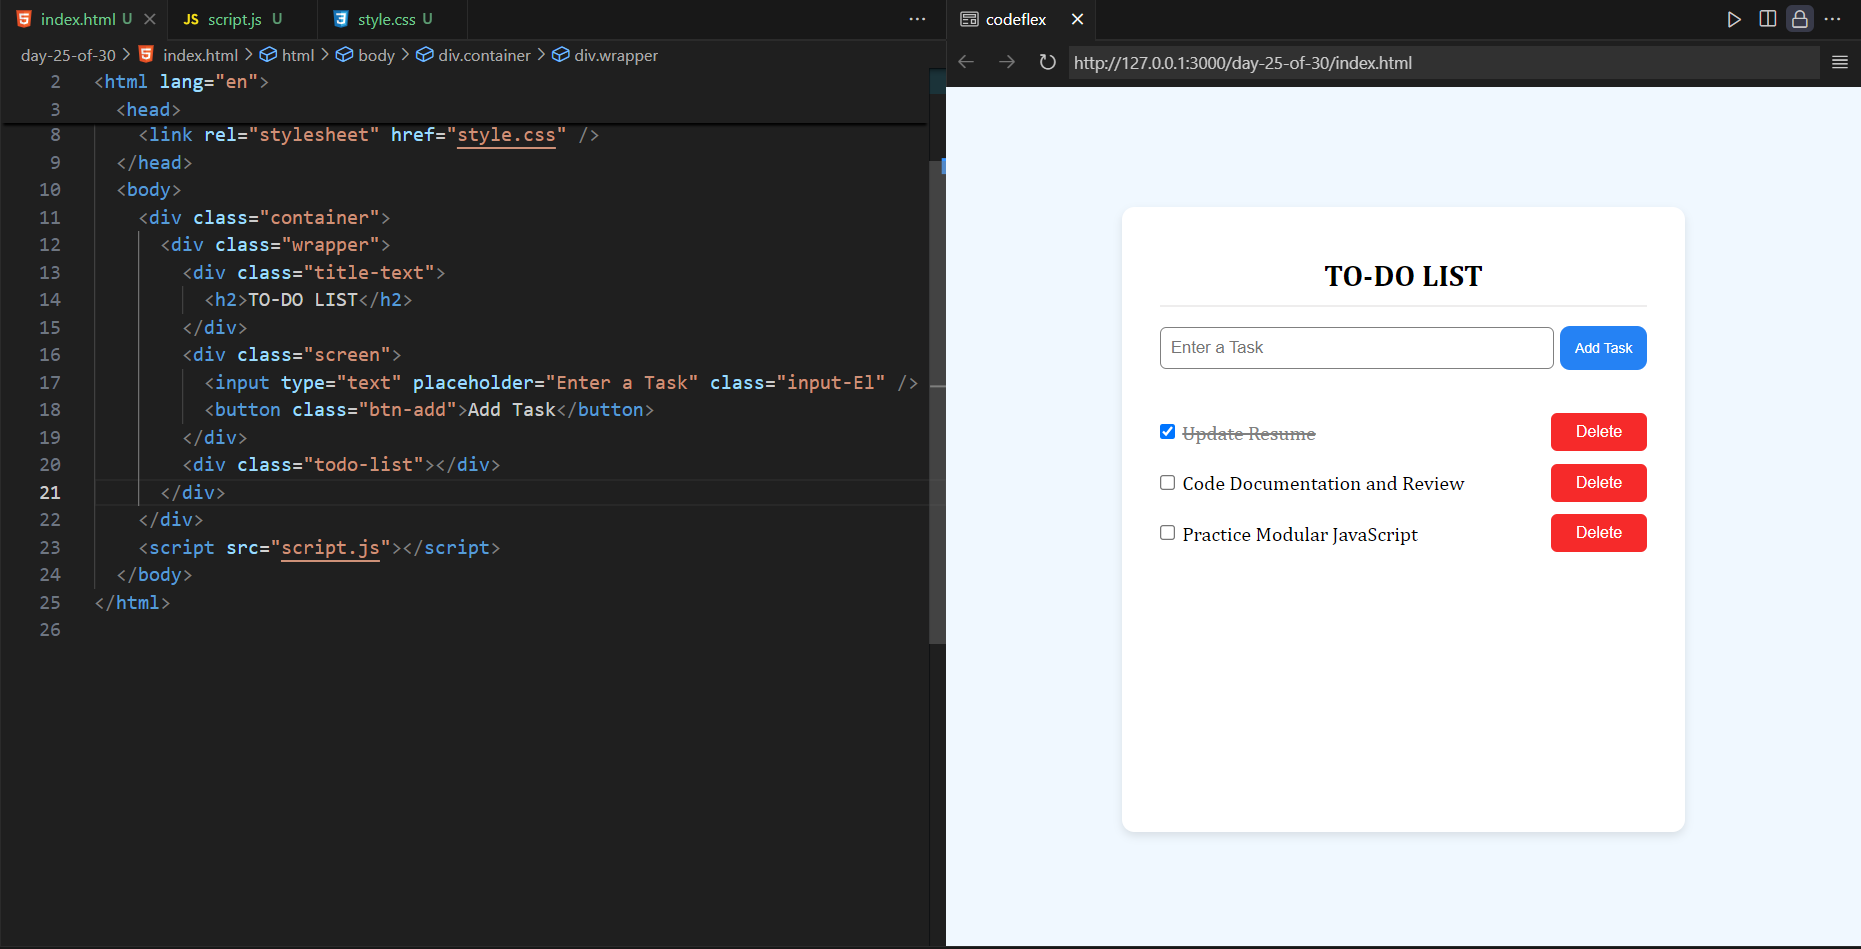 index.html U
JS script.js U
style.css U
day-25-of-30 > index.html > html > body > div.container > div.wrapper
2 <html lang="en">
3 <head>
8 <link rel="stylesheet" href="style.css" />
9 </head>
10 <body>
11 <div class="container">
12 <div class="wrapper">
13 <div class="title-text">
14 <h2>TO-DO LIST</h2>
15 </div>
16 <div class="screen">
17 <input type="text" placeholder="Enter a Task" class="input-El" />
18 <button class="btn-add">Add Task</button>
19 </div>
20 <div class="todo-list"></div>
21 </div>
22 </div>
23 <script src="script.js"></script>
24 </body>
25 </html>
26
codeflex
http://127.0.0.1:3000/day-25-of-30/index.html
TO-DO LIST
Enter a Task Add Task
Update Resume Delete
Code Documentation and Review Delete
Practice Modular JavaScript Delete